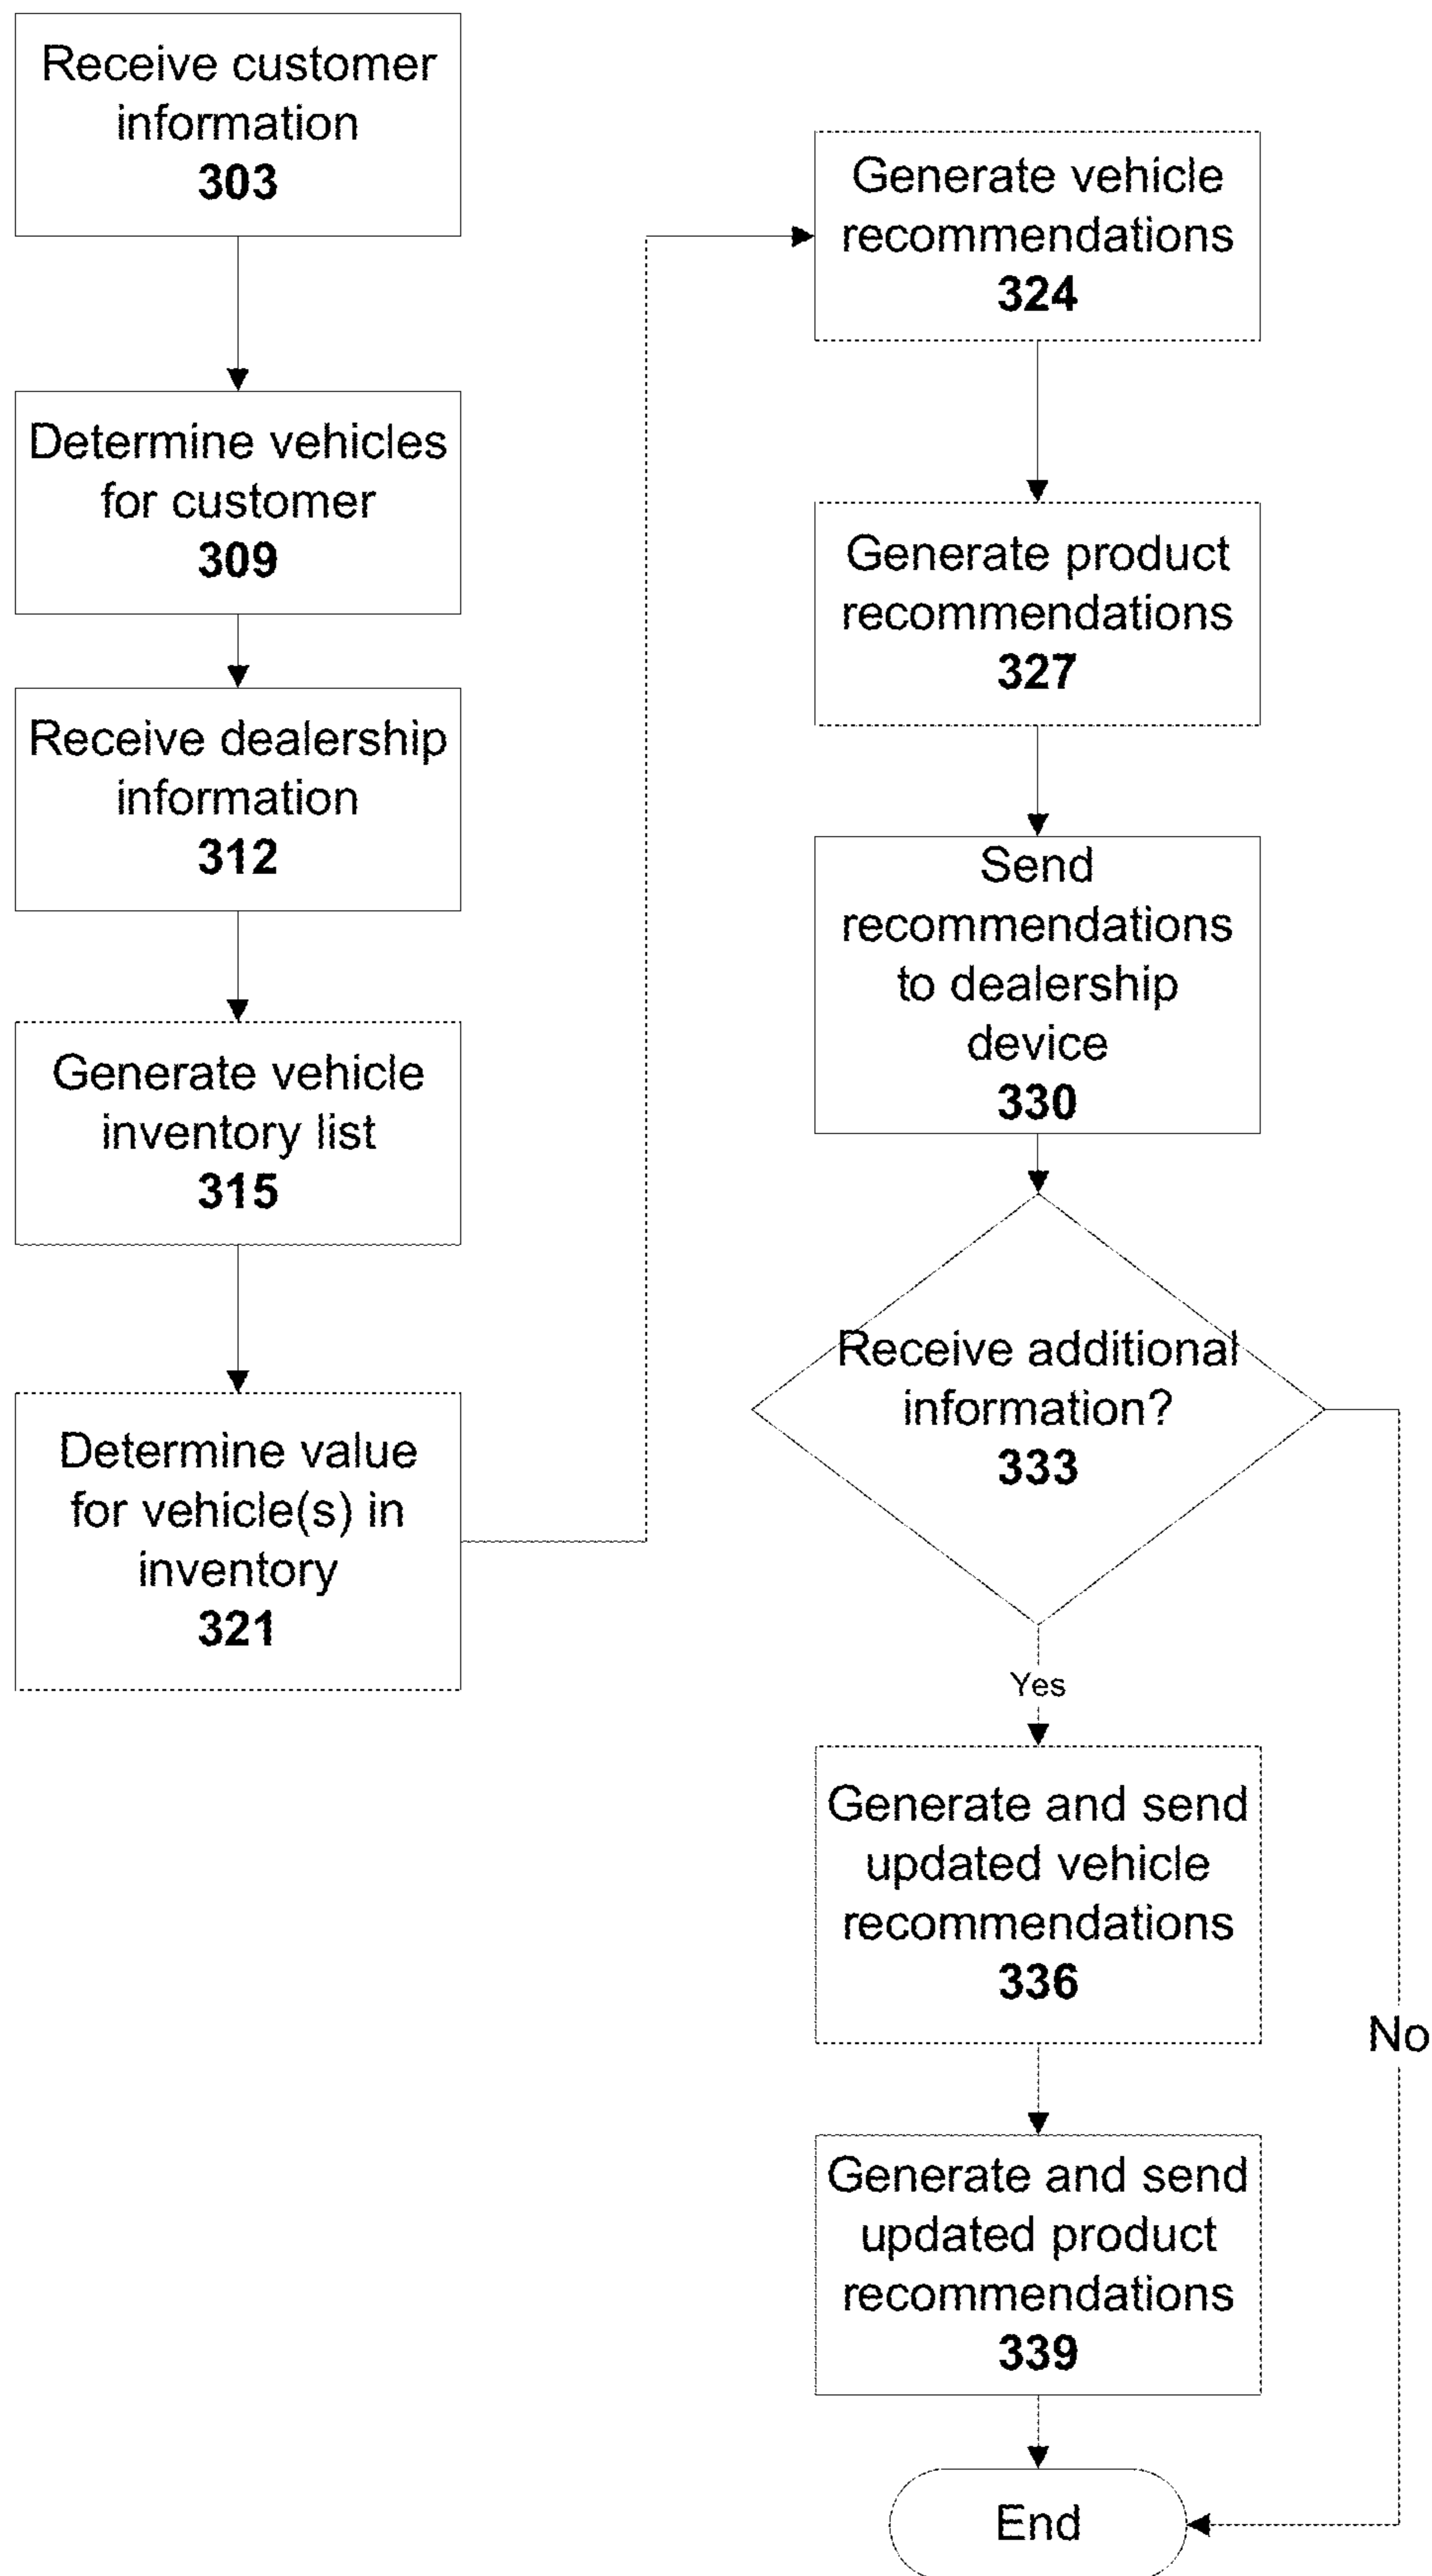 Receive customer
information
303
Determine vehicles
for customer
309
Receive dealership
information
312
Generate vehicle
inventory list
315
Determine value
for vehicle(s) in
inventory
321
Generate vehicle
recommendations
324
Generate product
recommendations
327
Send
recommendations
to dealership
device
330
Receive additional
information?
333
Yes
Generate and send
updated vehicle
recommendations
336
No
Generate and send
updated product
recommendations
339
End